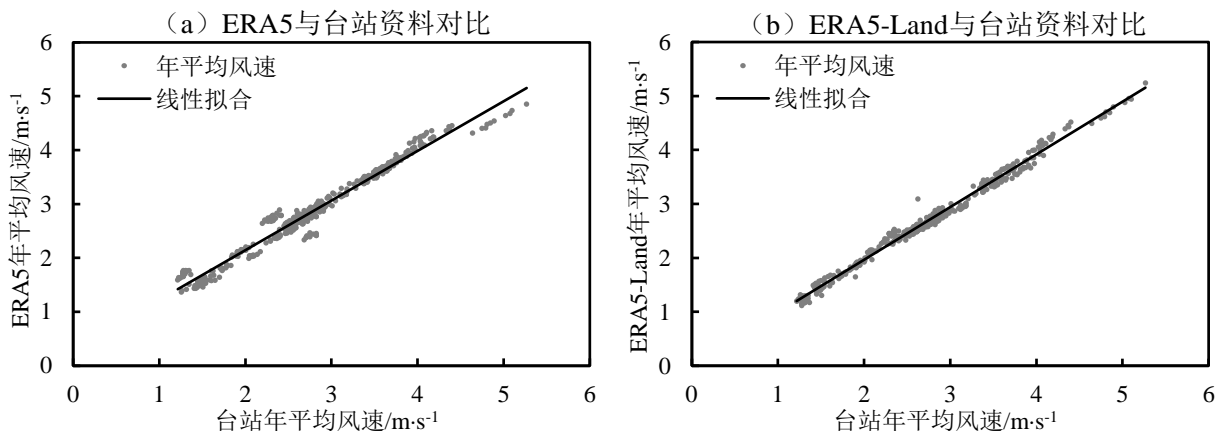 （a）ERA5与台站资料对比
6
5
4
3
2
1
0
ERA5年平均风速/m·s⁻¹
年平均风速
线性拟合
0 1 2 3 4 5 6
台站年平均风速/m·s⁻¹
（b）ERA5-Land与台站资料对比
6
5
4
3
2
1
0
ERA5-Land年平均风速/m·s⁻¹
年平均风速
线性拟合
0 1 2 3 4 5 6
台站年平均风速/m·s⁻¹